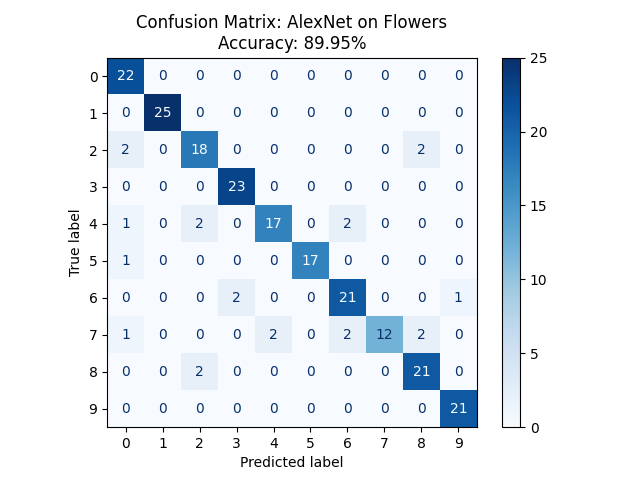 Confusion Matrix: AlexNet on Flowers
Accuracy: 89.95%
0 22 0 0 0 0 0 0 0 0 0
1 0 25 0 0 0 0 0 0 0 0
2 2 0 18 0 0 0 0 0 2 0
3 0 0 0 23 0 0 0 0 0 0
4 1 0 2 0 17 0 2 0 0 0
5 1 0 0 0 0 17 0 0 0 0
6 0 0 0 2 0 0 21 0 0 1
7 1 0 0 0 2 0 2 12 2 0
8 0 0 2 0 0 0 0 0 21 0
9 0 0 0 0 0 0 0 0 0 21
0 1 2 3 4 5 6 7 8 9
Predicted label
True label
25
20
15
10
5
0